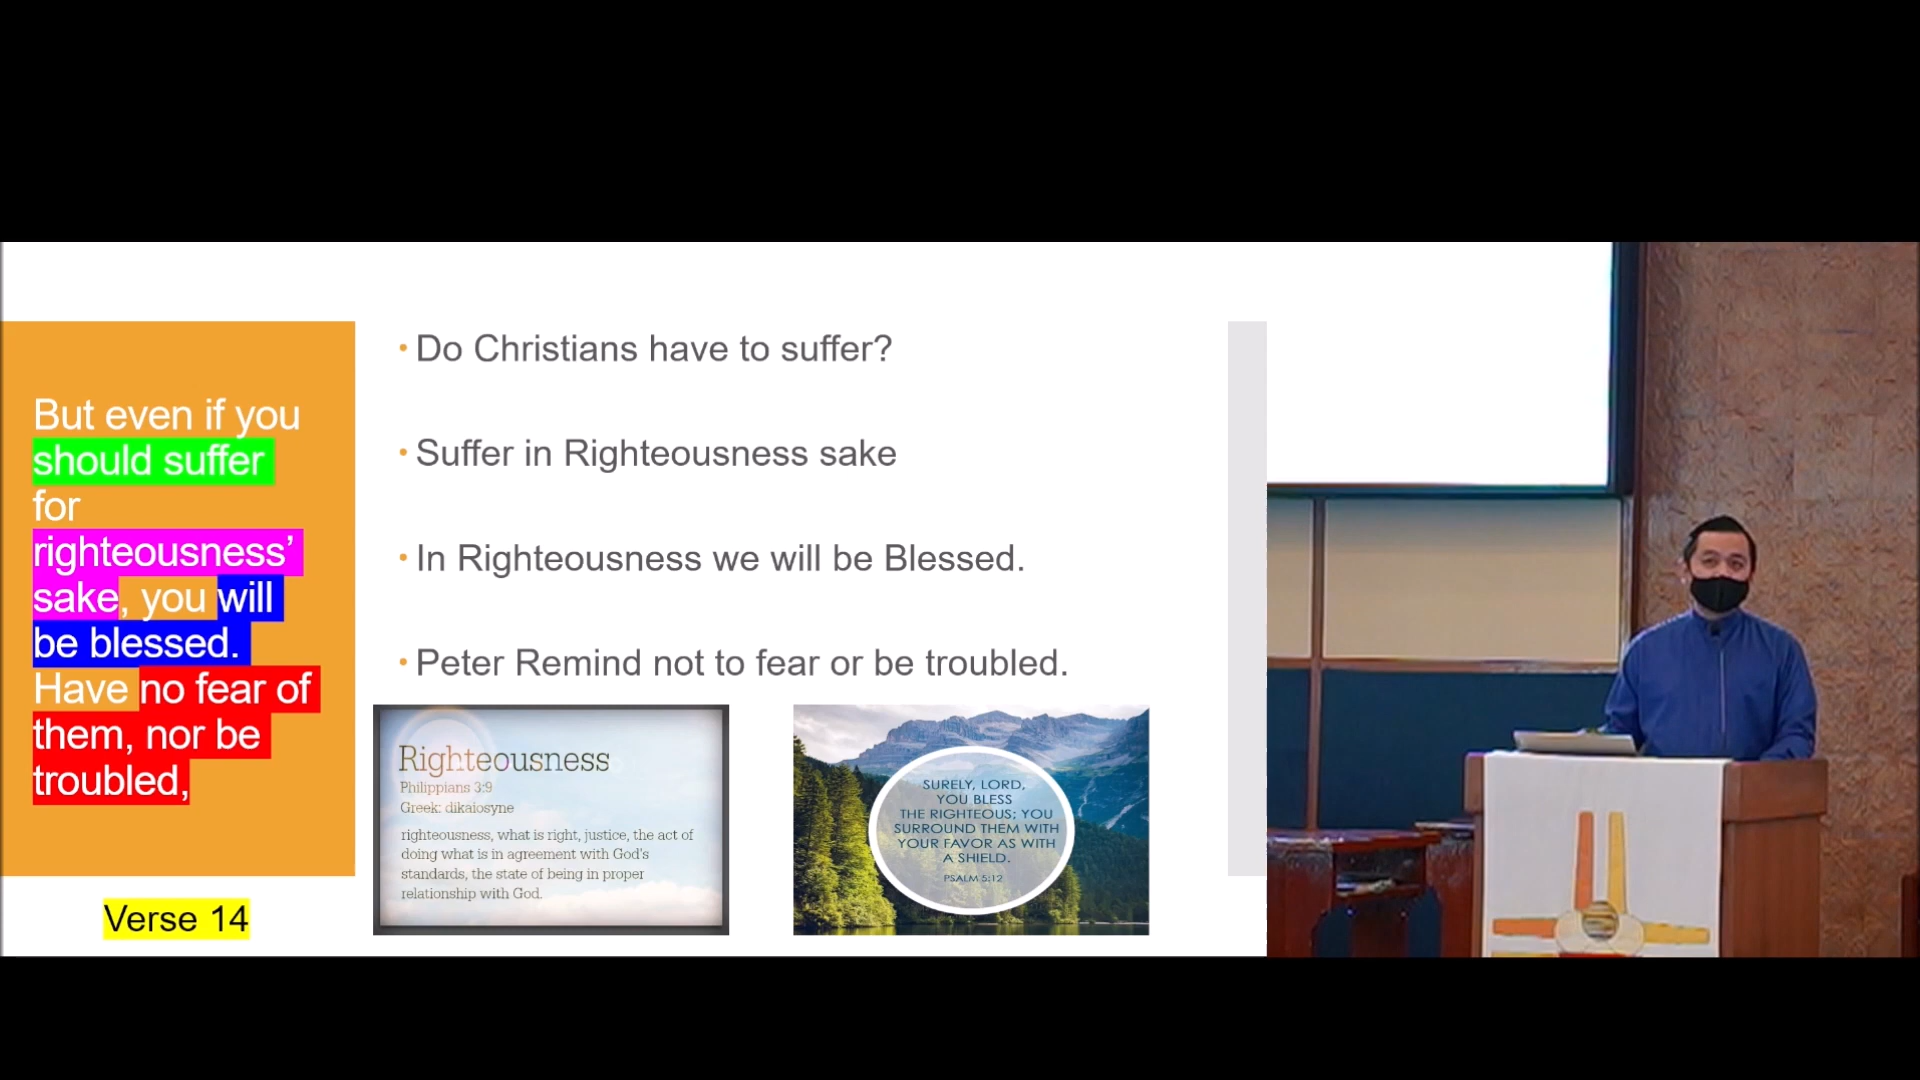 But even if you
should suffer
for
righteousness’
sake, you will
be blessed.
Have no fear of
them, nor be
troubled,
Verse 14
Do Christians have to suffer?
Suffer in Righteousness sake
In Righteousness we will be Blessed.
Peter Remind not to fear or be troubled.
Righteousness
Philippians 3:9
Greek: dikaiosyne
righteousness, what is right, justice, the act of
doing what is in agreement with God's
standards, the state of being in proper
relationship with God.
SURELY, LORD,
YOU BLESS
THE RIGHTEOUS; YOU
SURROUND THEM WITH
YOUR FAVOR AS WITH
A SHIELD.
PSALM 5:12